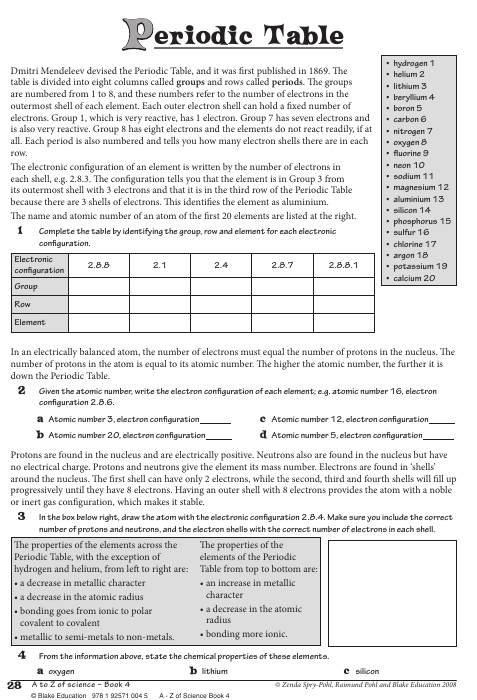 Periodic Table
Dmitri Mendeleev devised the Periodic Table, and it was first published in 1869. The
table is divided into eight columns called groups and rows called periods. The groups
are numbered from 1 to 8, and these numbers refer to the number of electrons in the
outermost shell of each element. Each outer electron shell can hold a fixed number of
electrons. Group 1, which is very reactive, has 1 electron. Group 7 has seven electrons and
is also very reactive. Group 8 has eight electrons and the elements do not react readily, if at
all. Each period is also numbered and tells you how many electron shells there are in each
row.
The electronic configuration of an element is written by the number of electrons in
each shell, e.g. 2.8.3. The configuration tells you that the element is in Group 3 from
its outermost shell with 3 electrons and that it is in the third row of the Periodic Table
because there are 3 shells of electrons. This identifies the element as aluminium.
The name and atomic number of an atom of the first 20 elements are listed at the right.
• hydrogen 1
• helium 2
• lithium 3
• beryllium 4
• boron 5
• carbon 6
• nitrogen 7
• oxygen 8
• fluorine 9
• neon 10
• sodium 11
• magnesium 12
• aluminium 13
• silicon 14
• phosphorus 15
• sulfur 16
• chlorine 17
• argon 18
• potassium 19
• calcium 20
1 Complete the table by identifying the group, row and element for each electronic
configuration.
Electronic configuration 2.8.8 2.1 2.4 2.8.7 2.8.8.1
Group
Row
Element
In an electrically balanced atom, the number of electrons must equal the number of protons in the nucleus. The
number of protons in the atom is equal to its atomic number. The higher the atomic number, the further it is
down the Periodic Table.
2 Given the atomic number, write the electron configuration of each element; e.g. atomic number 16, electron
configuration 2.8.6.
a Atomic number 3, electron configuration______ c Atomic number 12, electron configuration______
b Atomic number 20, electron configuration______ d Atomic number 5, electron configuration______
Protons are found in the nucleus and are electrically positive. Neutrons also are found in the nucleus but have
no electrical charge. Protons and neutrons give the element its mass number. Electrons are found in 'shells'
around the nucleus. The first shell can have only 2 electrons, while the second, third and fourth shells will fill up
progressively until they have 8 electrons. Having an outer shell with 8 electrons provides the atom with a noble
or inert gas configuration, which makes it stable.
3 In the box below right, draw the atom with the electronic configuration 2.8.4. Make sure you include the correct
number of protons and neutrons, and the electron shells with the correct number of electrons in each shell.
The properties of the elements across the
Periodic Table, with the exception of
hydrogen and helium, from left to right are:
• a decrease in metallic character
• a decrease in the atomic radius
• bonding goes from ionic to polar
covalent to covalent
• metallic to semi-metals to non-metals.
The properties of the
elements of the Periodic
Table from top to bottom are:
• an increase in metallic
character
• a decrease in the atomic
radius
• bonding more ionic.
4 From the information above, state the chemical properties of these elements.
a oxygen b lithium c silicon
28 A to Z of science – Book 4 © Zenda Spry-Pohl, Raimund Pohl and Blake Education 2008
© Blake Education 978 1 92571 004 5 A - Z of Science Book 4